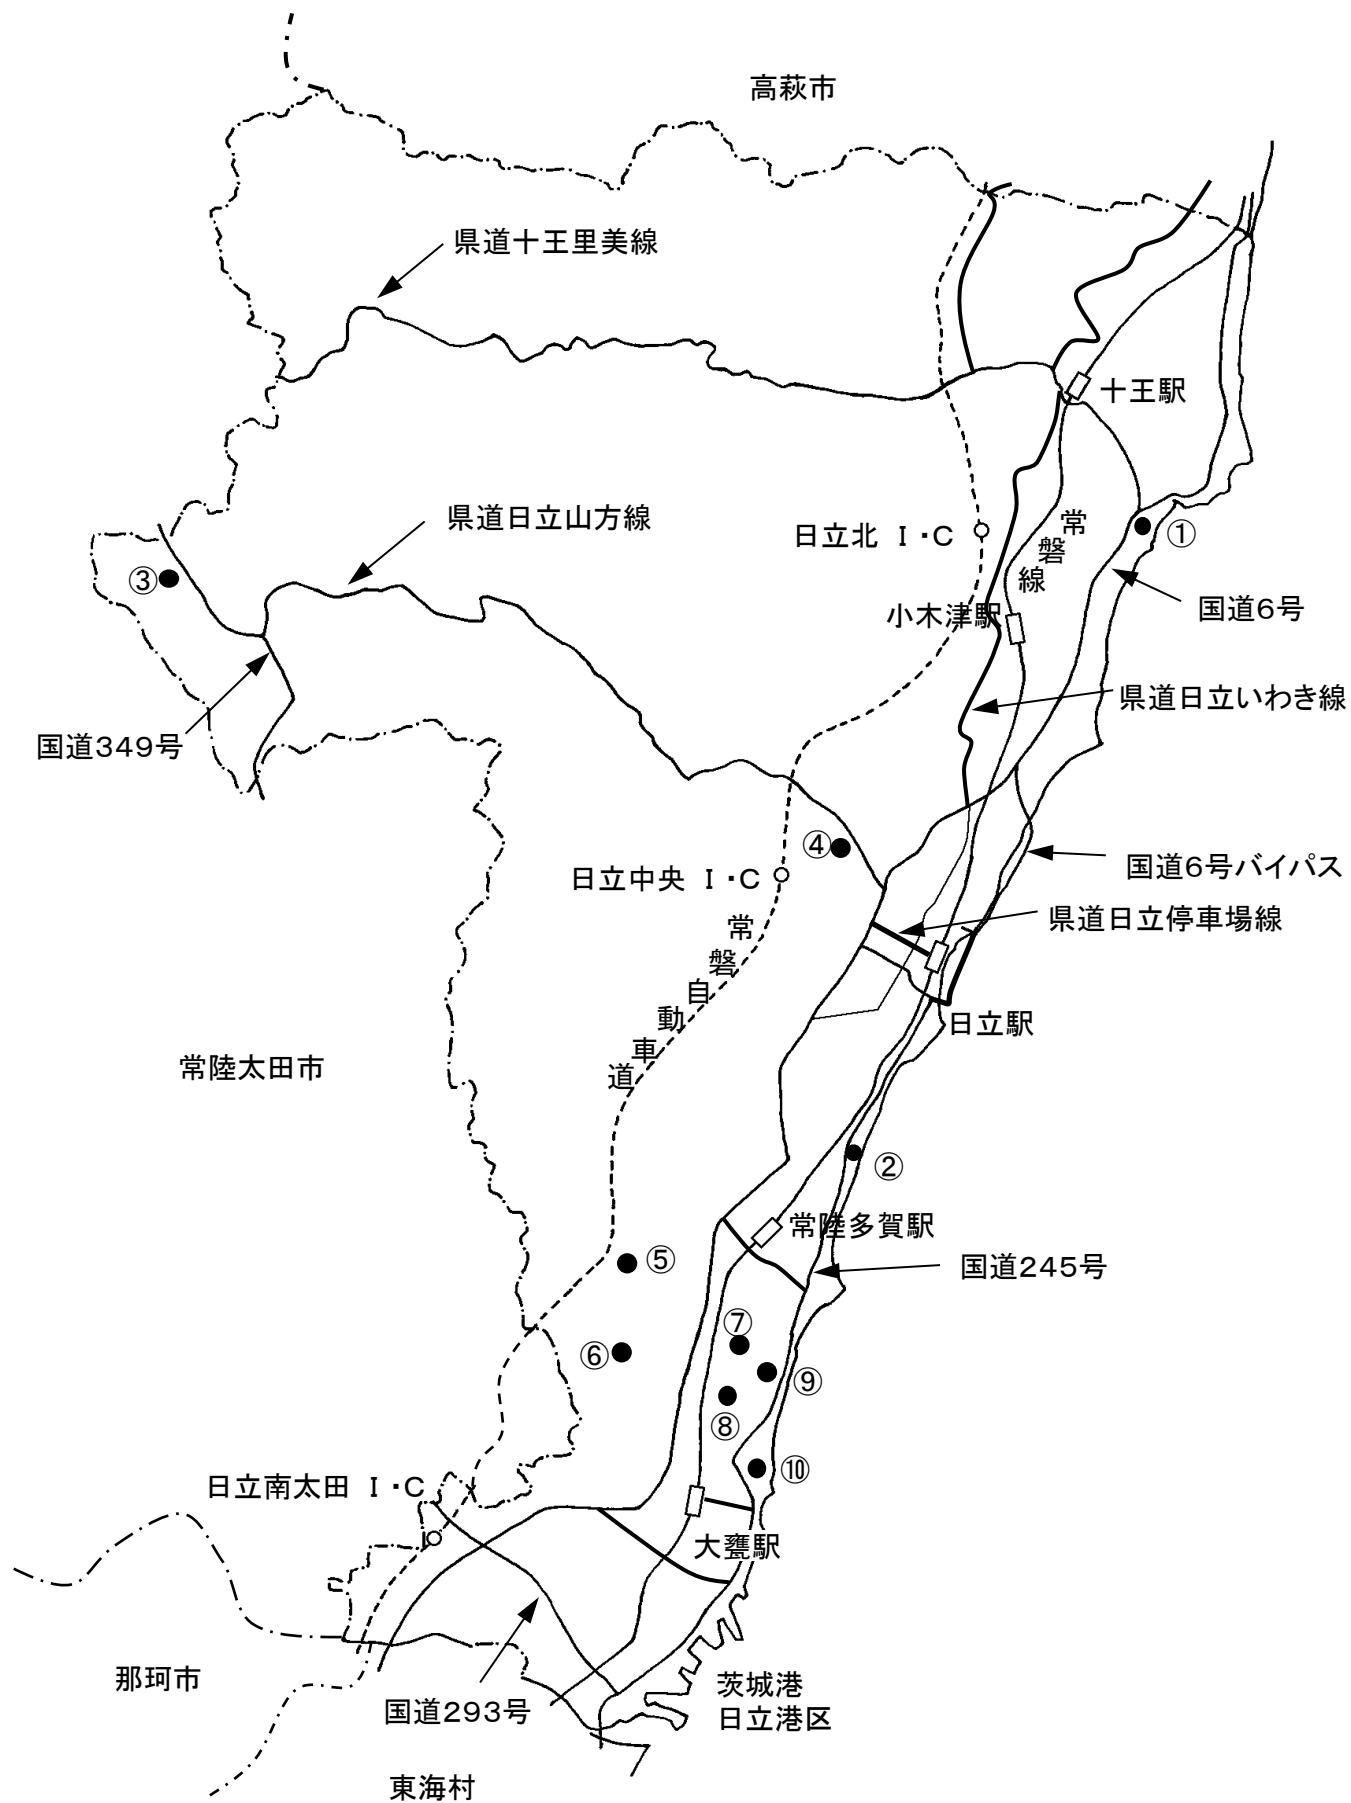 高萩市
県道十王里美線
十王駅
県道日立山方線
日立北 I・C
常磐線
①
③
国道6号
小木津駅
県道日立いわき線
国道349号
④
国道6号バイパス
日立中央 I・C
県道日立停車場線
常磐自動車道
日立駅
常陸太田市
②
常陸多賀駅
⑤
国道245号
⑦
⑥
⑨
⑧
⑩
日立南太田 I・C
大甕駅
那珂市
茨城港
日立港区
国道293号
東海村